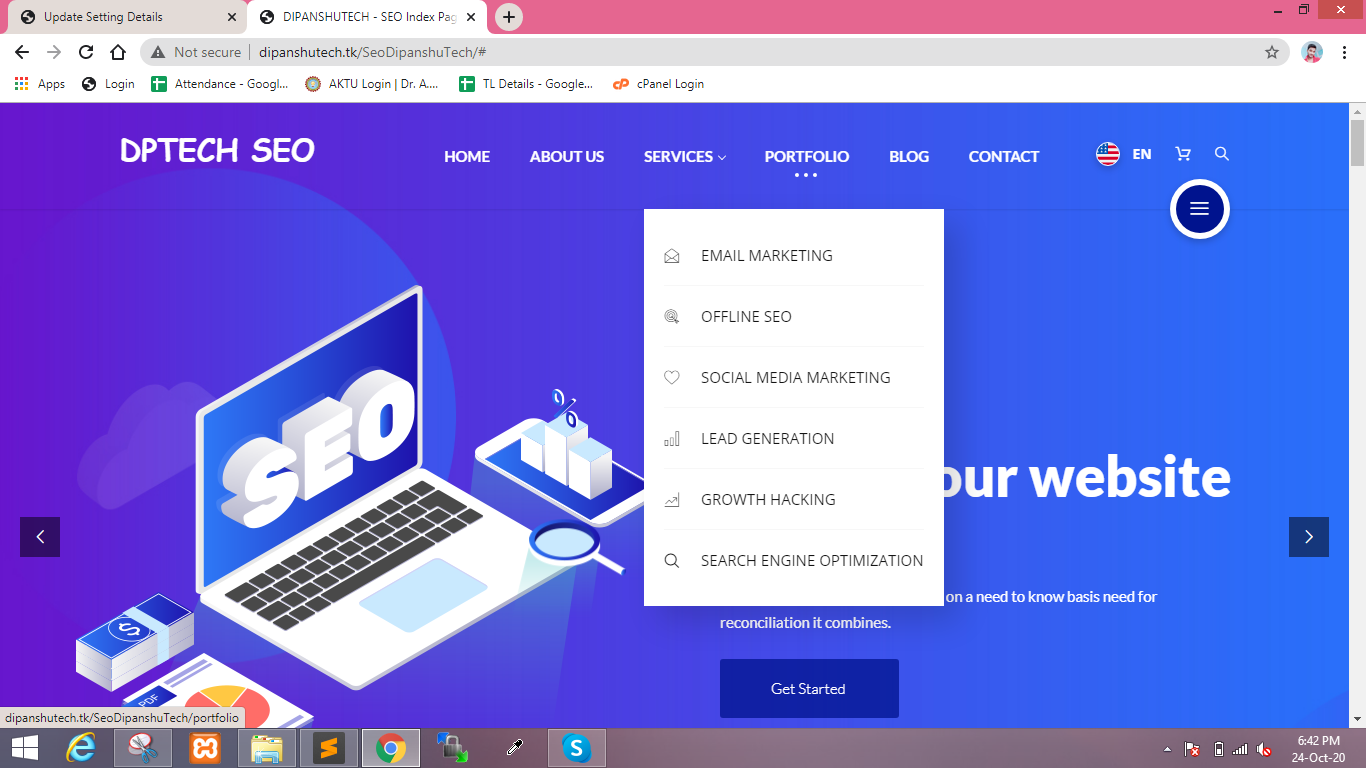 Update Setting Details
DIPANSHUTECH - SEO Index Pag
Not secure
dipanshutech.tk/SeoDipanshuTech/#
Apps
Login
Attendance - Googl...
AKTU Login | Dr. A....
TL Details - Google...
cP
cPanel Login
DPTECH SEO
HOME
ABOUT US
SERVICES
PORTFOLIO
BLOG
CONTACT
EN
EMAIL MARKETING
OFFLINE SEO
SOCIAL MEDIA MARKETING
LEAD GENERATION
GROWTH HACKING
SEARCH ENGINE OPTIMIZATION
SEO
%
$
PDF
our website
on a need to know basis need for
reconciliation it combines.
Get Started
dipanshutech.tk/SeoDipanshuTech/portfolio
6:42 PM
24-Oct-20